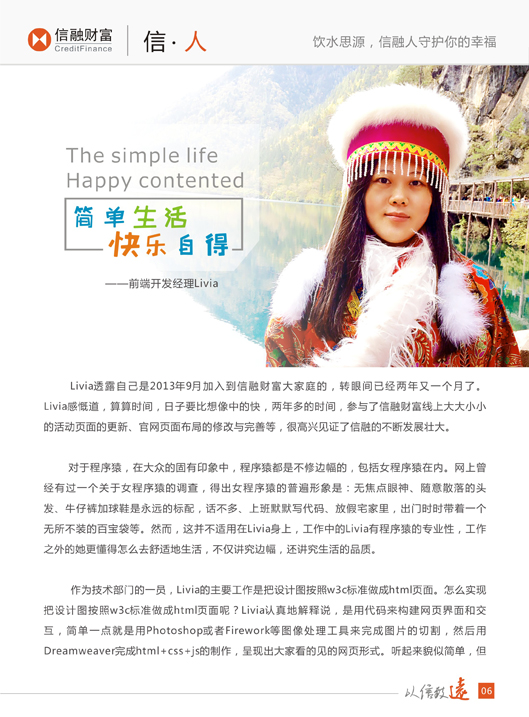 信融财富
CreditFinance
信·人
饮水思源，信融人守护你的幸福
The simple life
Happy contented
简单生活
快乐自得
——前端开发经理Livia
Livia透露自己是2013年9月加入到信融财富大家庭的，转眼间已经两年又一个月了。
Livia感慨道，算算时间，日子要比想像中的快，两年多的时间，参与了信融财富线上大大小小
的活动页面的更新、官网页面布局的修改与完善等，很高兴见证了信融的不断发展壮大。
对于程序猿，在大众的固有印象中，程序猿都是不修边幅的，包括女程序猿在内。网上曾
经有过一个关于女程序猿的调查，得出女程序猿的普遍形象是：无焦点眼神、随意散落的头
发、牛仔裤加球鞋是永远的标配，话不多、上班默默写代码、放假宅家里，出门时时带着一个
无所不装的百宝袋等。然而，这并不适用在Livia身上，工作中的Livia有程序猿的专业性，工作
之外的她更懂得怎么去舒适地生活，不仅讲究边幅，还讲究生活的品质。
作为技术部门的一员，Livia的主要工作是把设计图按照w3c标准做成html页面。怎么实现
把设计图按照w3c标准做成html页面呢？Livia认真地解释说，是用代码来构建网页界面和交
互，简单一点就是用Photoshop或者Firework等图像处理工具来完成图片的切割，然后用
Dreamweaver完成html+css+js的制作，呈现出大家看的见的网页形式。听起来貌似简单，但
以信致远
06